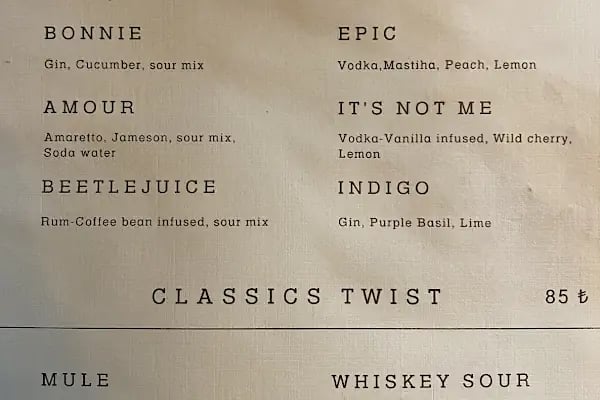 BONNIE
Gin, Cucumber, sour mix
EPIC
Vodka,Mastiha, Peach, Lemon
AMOUR
Amaretto, Jameson, sour mix,
Soda water
IT'S NOT ME
Vodka-Vanilla infused, Wild cherry,
Lemon
BEETLEJUICE
Rum-Coffee bean infused, sour mix
INDIGO
Gin, Purple Basil, Lime
CLASSICS TWIST 85 ₺
MULE
WHISKEY SOUR